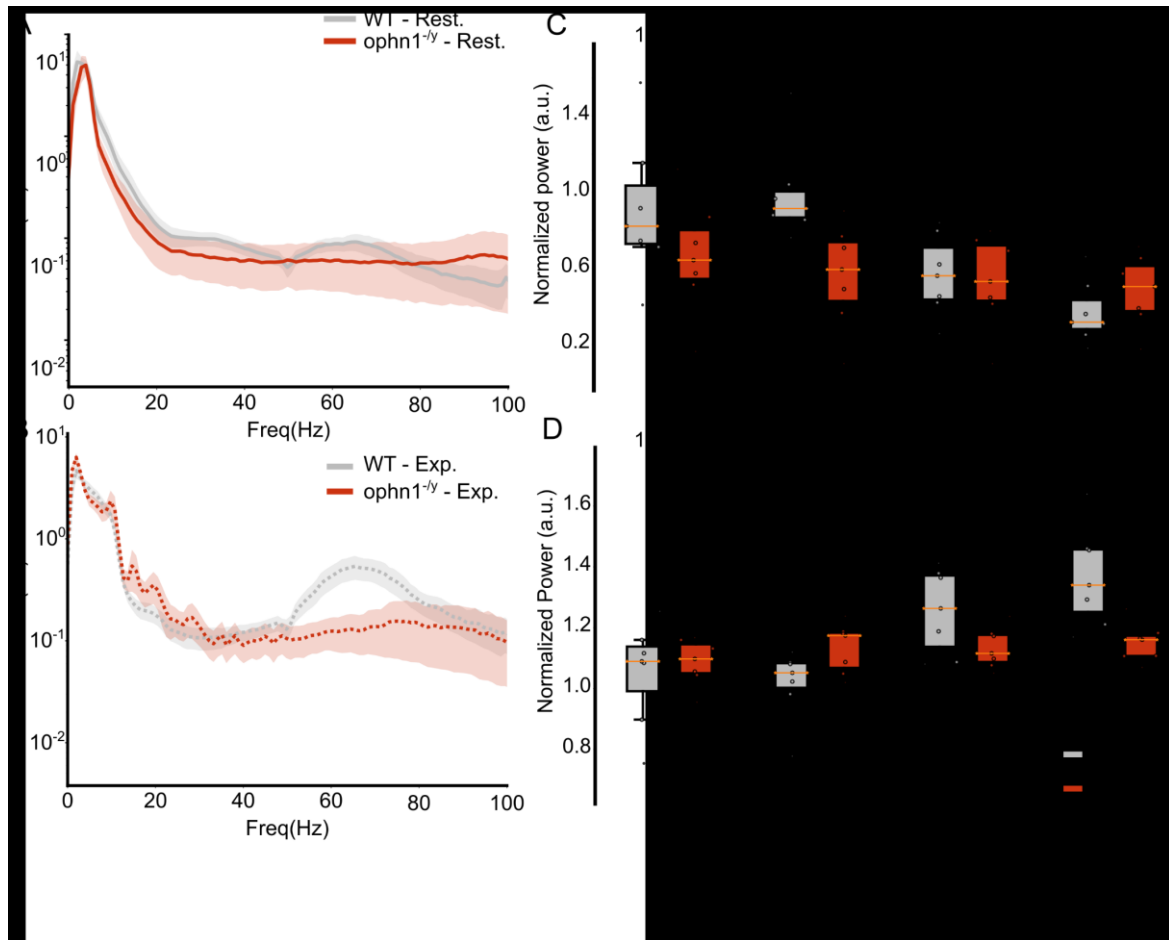 WT - Rest.
ophn1-/y - Rest.
10¹
10⁰
10⁻¹
10⁻²
0 20 40 60 80 100
Freq(Hz)
C
1
Normalized power (a.u.)
1.4
1.0
0.6
0.2
WT - Exp.
ophn1-/y - Exp.
10¹
10⁰
10⁻¹
10⁻²
0 20 40 60 80 100
Freq(Hz)
D
1
Normalized Power (a.u.)
1.6
1.4
1.2
1.0
0.8